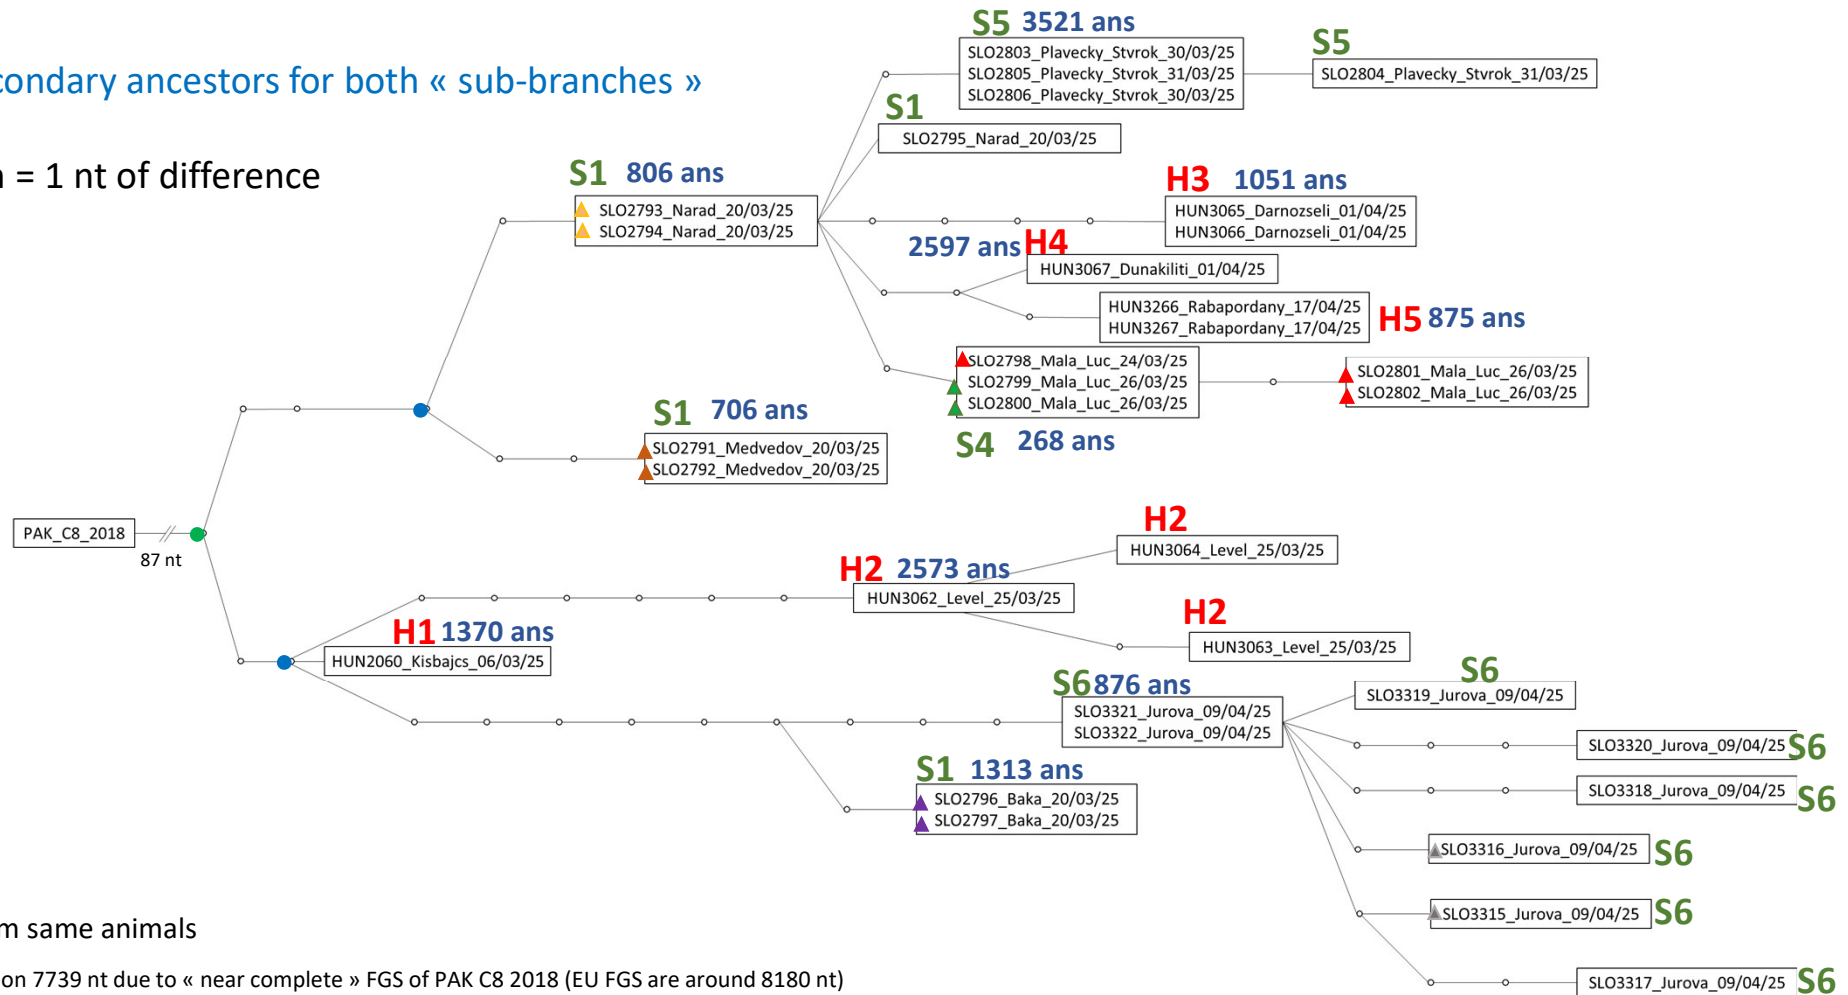 S5 3521 ans
SLO2803_Plavecky_Stvrok_30/03/25
SLO2805_Plavecky_Stvrok_31/03/25
SLO2806_Plavecky_Stvrok_30/03/25
S5
SLO2804_Plavecky_Stvrok_31/03/25
condary ancestors for both « sub-branches »
S1
SLO2795_Narad_20/03/25
= 1 nt of difference
S1 806 ans
SLO2793_Narad_20/03/25
SLO2794_Narad_20/03/25
H3 1051 ans
HUN3065_Darnozseli_01/04/25
HUN3066_Darnozseli_01/04/25
2597 ans H4
HUN3067_Dunakiliti_01/04/25
HUN3266_Rabapordany_17/04/25
HUN3267_Rabapordany_17/04/25
H5 875 ans
SLO2798_Mala_Luc_24/03/25
SLO2799_Mala_Luc_26/03/25
SLO2800_Mala_Luc_26/03/25
S4 268 ans
SLO2801_Mala_Luc_26/03/25
SLO2802_Mala_Luc_26/03/25
S1 706 ans
SLO2791_Medvedov_20/03/25
SLO2792_Medvedov_20/03/25
PAK_C8_2018
87 nt
H2
HUN3064_Level_25/03/25
H2 2573 ans
HUN3062_Level_25/03/25
H2
HUN3063_Level_25/03/25
H1 1370 ans
HUN2060_Kisbajcs_06/03/25
S6 876 ans
SLO3321_Jurova_09/04/25
SLO3322_Jurova_09/04/25
S6
SLO3319_Jurova_09/04/25
SLO3320_Jurova_09/04/25 S6
SLO3318_Jurova_09/04/25 S6
S1 1313 ans
SLO2796_Baka_20/03/25
SLO2797_Baka_20/03/25
SLO3316_Jurova_09/04/25 S6
SLO3315_Jurova_09/04/25 S6
SLO3317_Jurova_09/04/25 S6
m same animals
on 7739 nt due to « near complete » FGS of PAK C8 2018 (EU FGS are around 8180 nt)